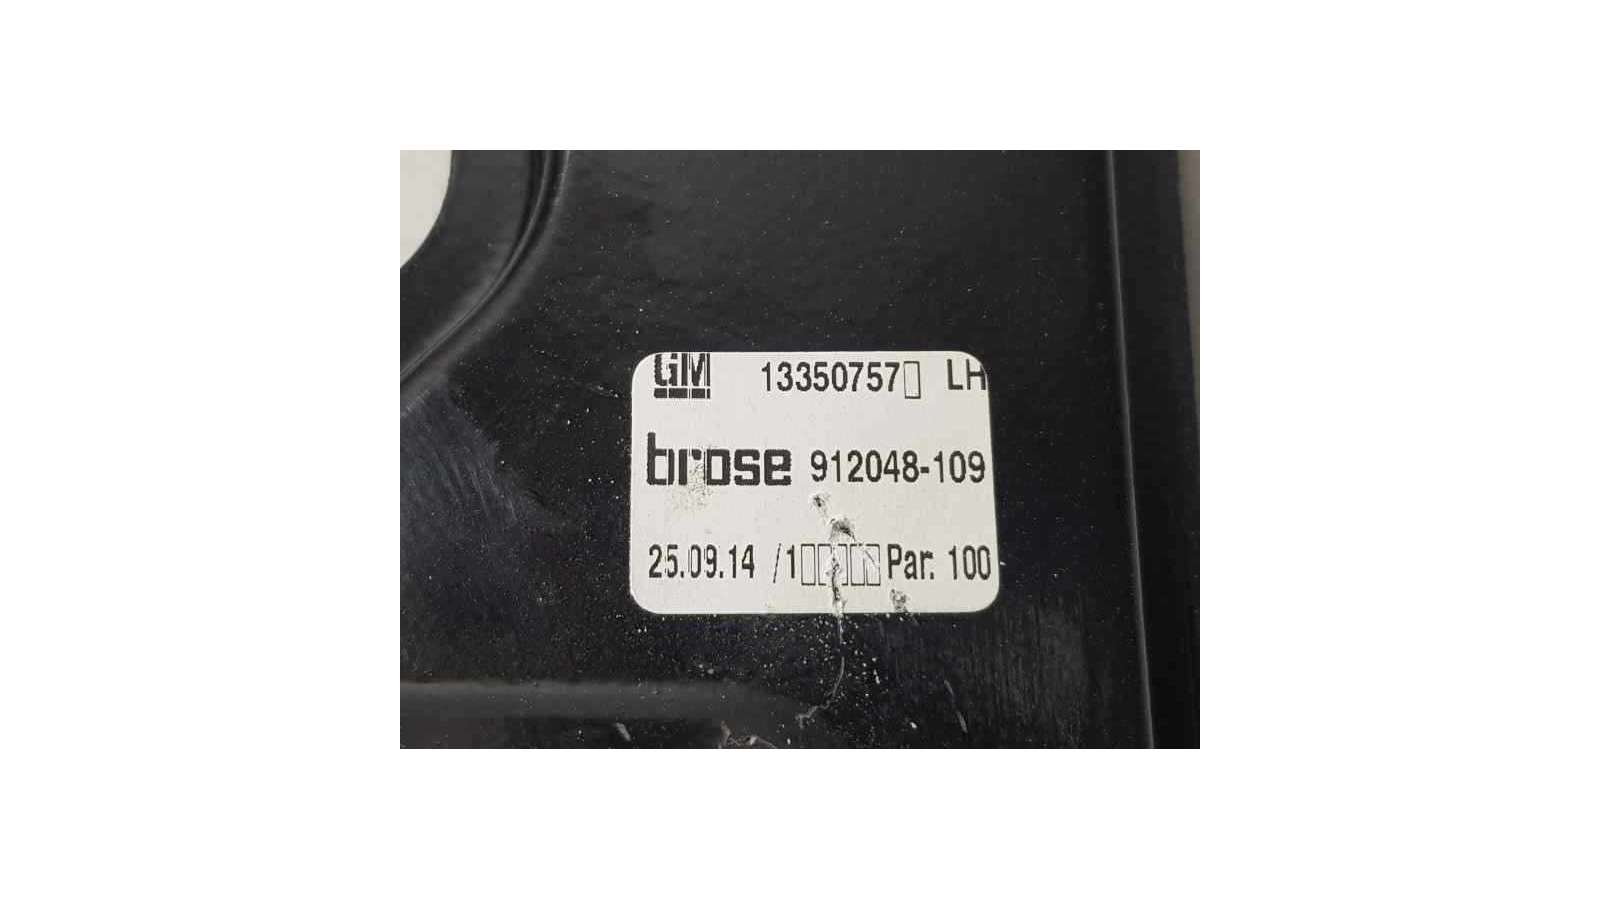 GM 13350757▯ LH
brose 912048-109
25.09.14 /1▯▯▯▯▯Par. 100